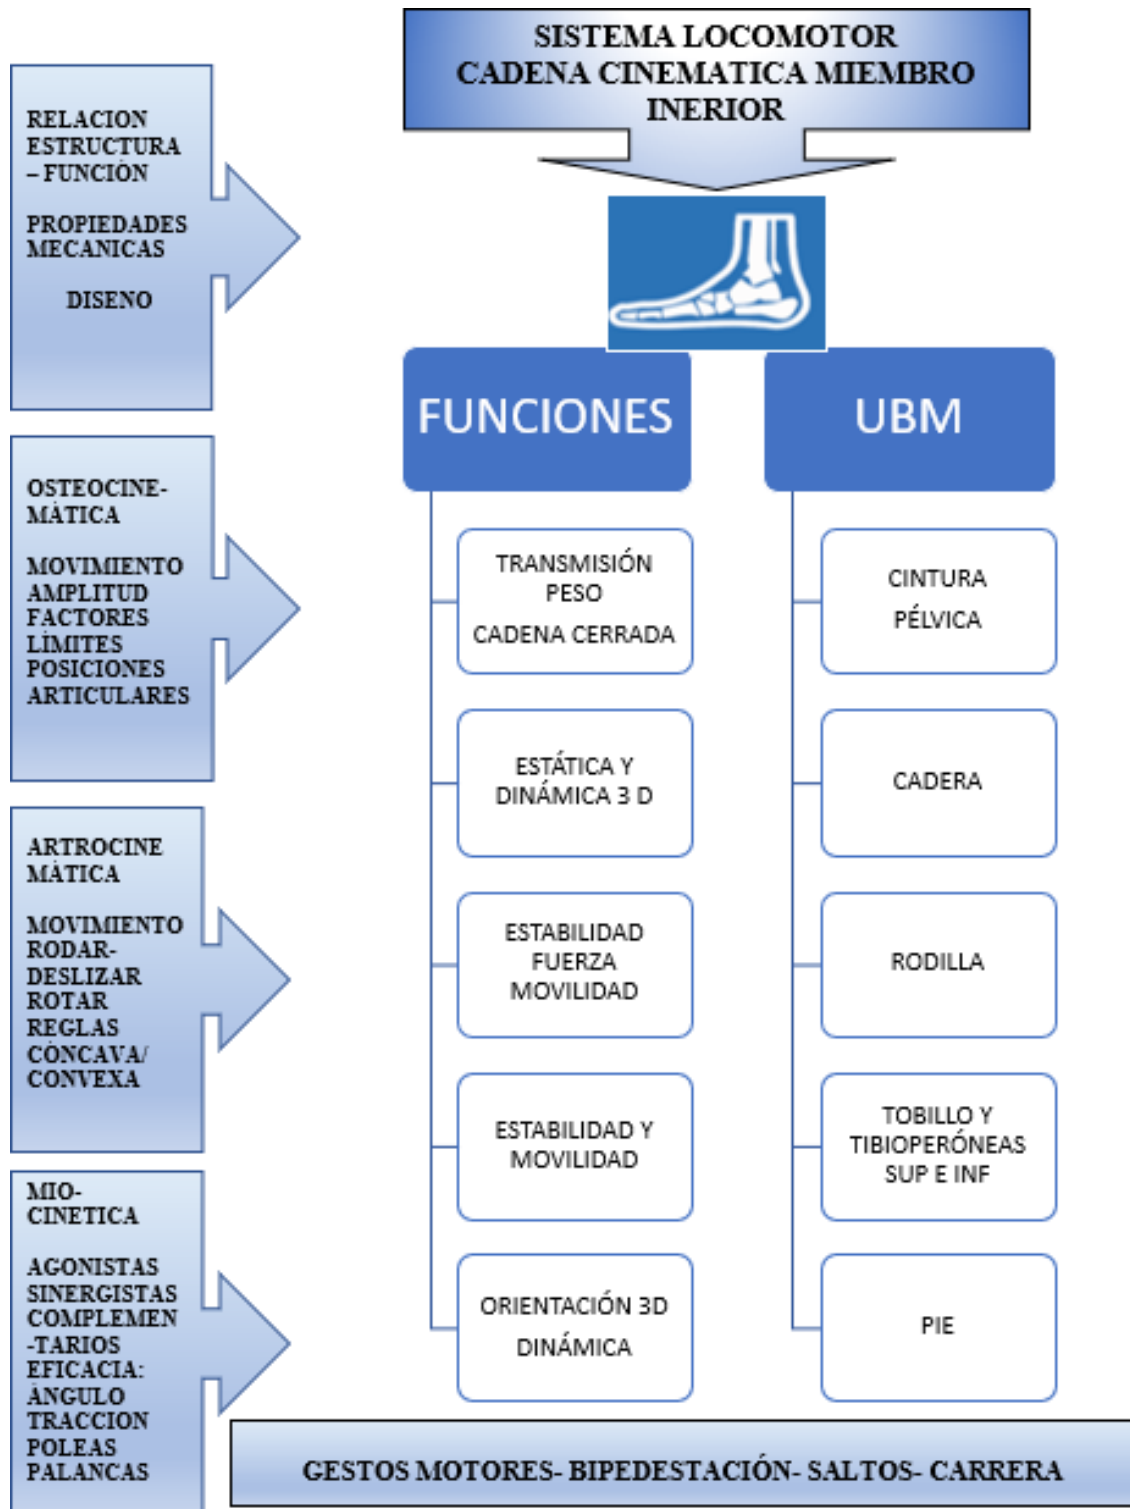 SISTEMA LOCOMOTOR
CADENA CINEMATICA MIEMBRO
INERIOR
RELACION
ESTRUCTURA
– FUNCIÓN
PROPIEDADES
MECANICAS
DISENO
OSTEOCINE-
MÁTICA
MOVIMIENTO
AMPLITUD
FACTORES
LÍMITES
POSICIONES
ARTICULARES
ARTROCINE
MÁTICA
MOVIMIENTO
RODAR-
DESLIZAR
ROTAR
REGLAS
CÓNCAVA/
CONVEXA
MIO-
CINETICA
AGONISTAS
SINERGISTAS
COMPLEMEN
-TARIOS
EFICACIA:
ÁNGULO
TRACCION
POLEAS
PALANCAS
FUNCIONES
TRANSMISIÓN
PESO
CADENA CERRADA
ESTÁTICA Y
DINÁMICA 3 D
ESTABILIDAD
FUERZA
MOVILIDAD
ESTABILIDAD Y
MOVILIDAD
ORIENTACIÓN 3D
DINÁMICA
UBM
CINTURA
PÉLVICA
CADERA
RODILLA
TOBILLO Y
TIBIOPERÓNEAS
SUP E INF
PIE
GESTOS MOTORES- BIPEDESTACIÓN- SALTOS- CARRERA